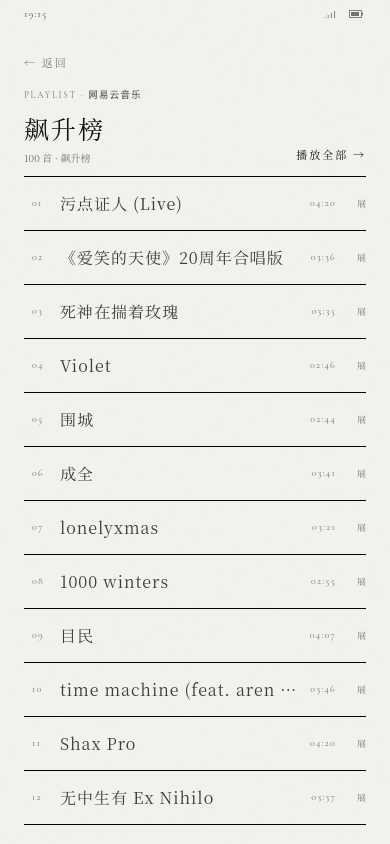 19:15
← 返回
PLAYLIST · 网易云音乐
飙升榜
100 首 · 飙升榜
播放全部 →
01 污点证人 (Live) 04:20 展
02 《爱笑的天使》20周年合唱版 03:36 展
03 死神在揣着玫瑰 03:35 展
04 Violet 02:46 展
05 围城 02:44 展
06 成全 03:41 展
07 lonelyxmas 03:21 展
08 1000 winters 02:55 展
09 目民 04:07 展
10 time machine (feat. aren ··· 03:46 展
11 Shax Pro 04:20 展
12 无中生有 Ex Nihilo 03:37 展